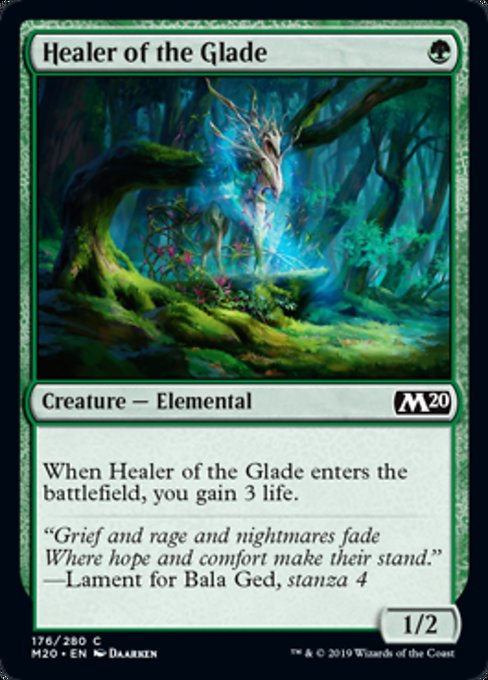 Healer of the Glade
Creature — Elemental
M20
When Healer of the Glade enters the
battlefield, you gain 3 life.
“Grief and rage and nightmares fade
Where hope and comfort make their stand.”
—Lament for Bala Ged, stanza 4
1/2
176/280 C
M20 • EN Daarken
™ & © 2019 Wizards of the Coast